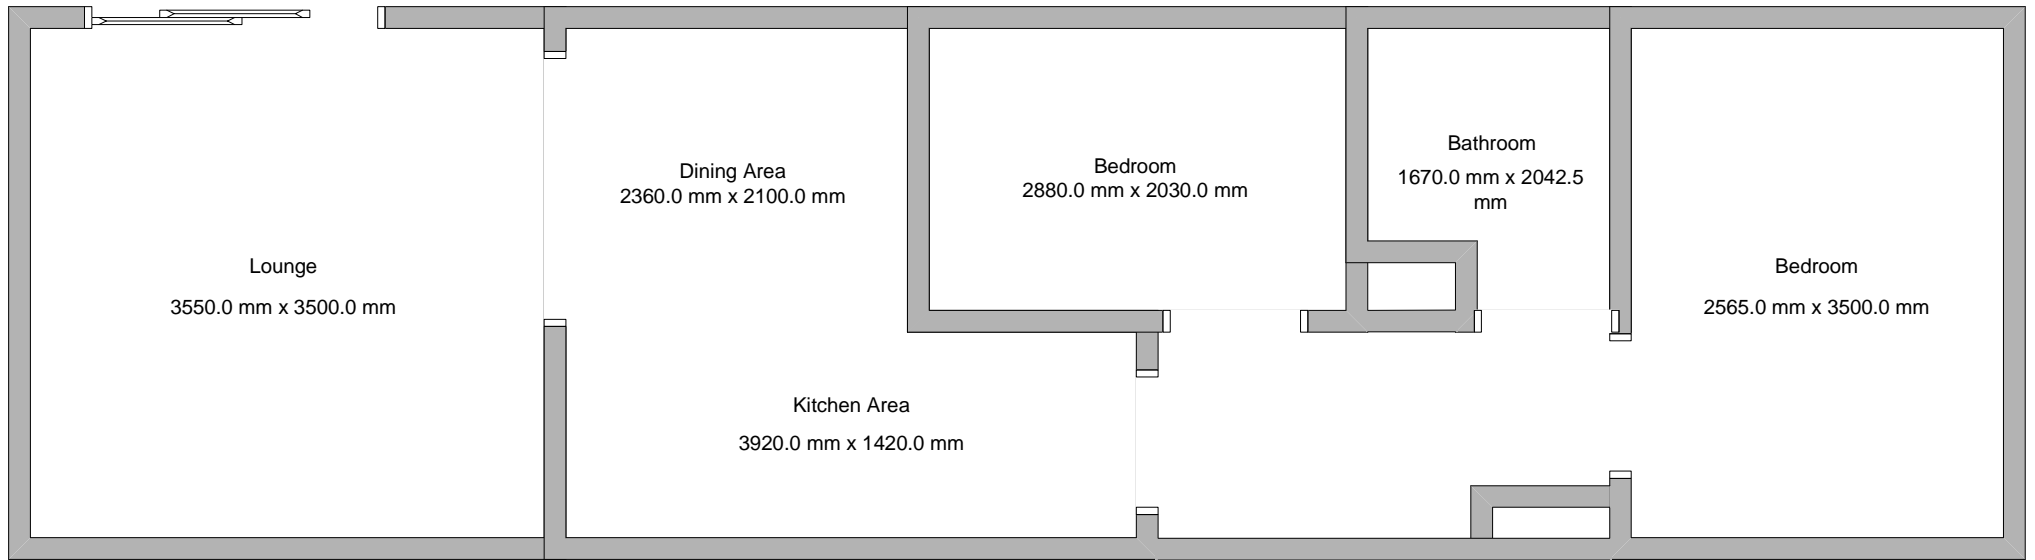 Lounge
3550.0 mm x 3500.0 mm
Dining Area
2360.0 mm x 2100.0 mm
Kitchen Area
3920.0 mm x 1420.0 mm
Bedroom
2880.0 mm x 2030.0 mm
Bathroom
1670.0 mm x 2042.5
mm
Bedroom
2565.0 mm x 3500.0 mm